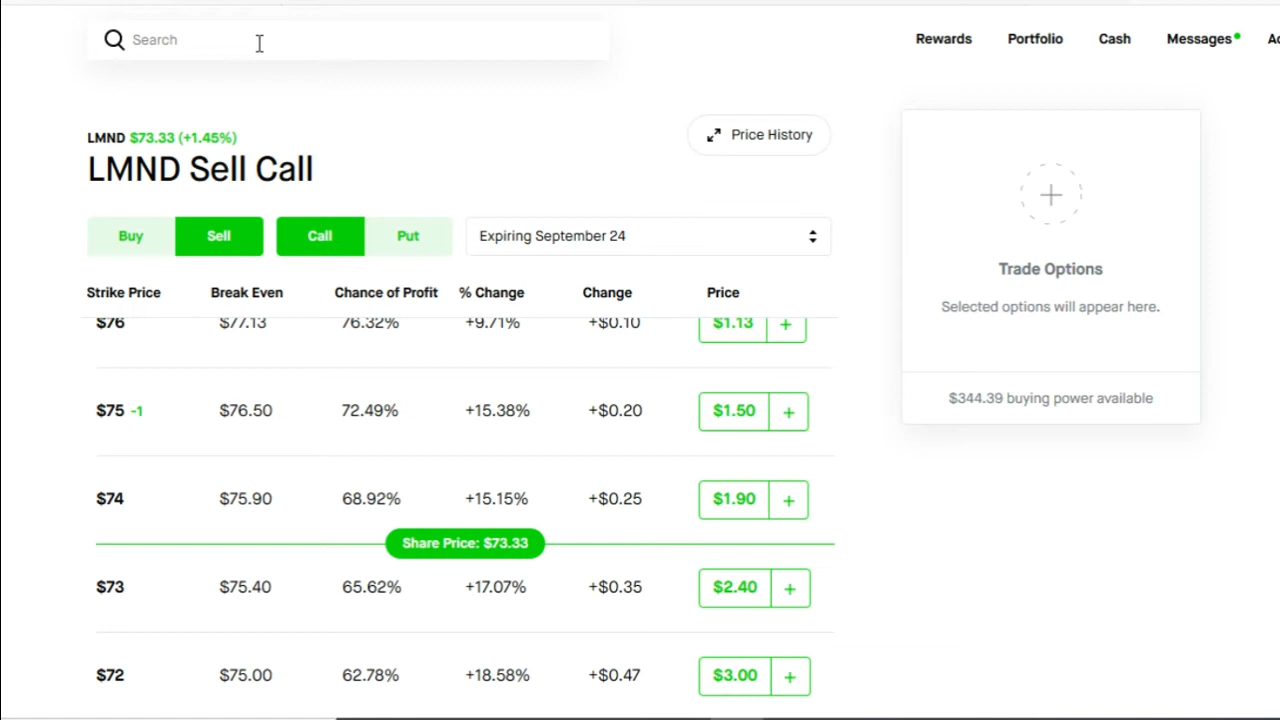 Search
Rewards Portfolio Cash Messages Ac
LMND $73.33 (+1.45%)
LMND Sell Call
Price History
Buy Sell Call Put Expiring September 24
Strike Price Break Even Chance of Profit % Change Change Price
$76 $77.13 76.32% +9.71% +$0.10 $1.13 +
$75 -1 $76.50 72.49% +15.38% +$0.20 $1.50 +
$74 $75.90 68.92% +15.15% +$0.25 $1.90 +
Share Price: $73.33
$73 $75.40 65.62% +17.07% +$0.35 $2.40 +
$72 $75.00 62.78% +18.58% +$0.47 $3.00 +
Trade Options
Selected options will appear here.
$344.39 buying power available